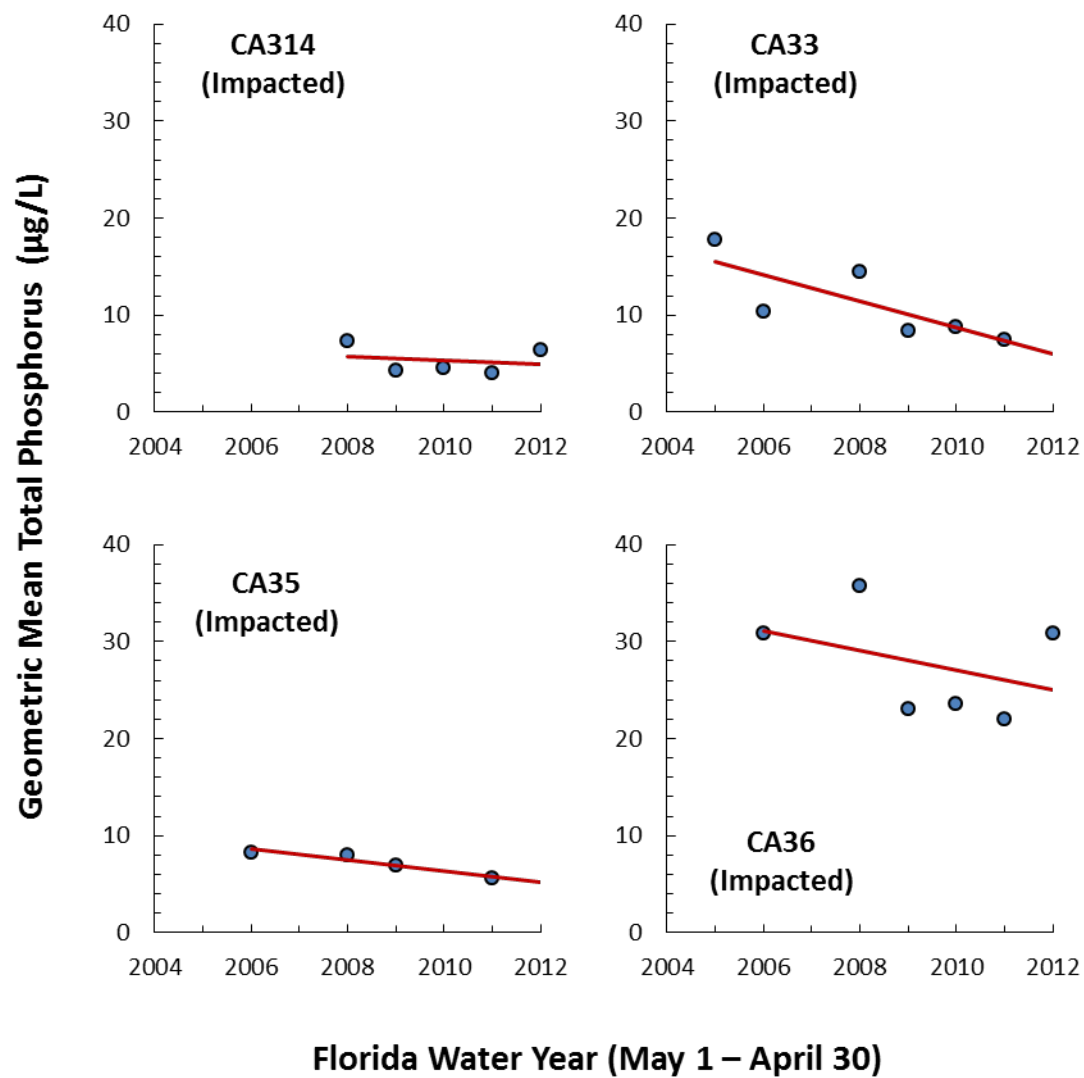 Geometric Mean Total Phosphorus (µg/L)
CA314
(Impacted)
40
30
20
10
0
2004 2006 2008 2010 2012
CA33
(Impacted)
40
30
20
10
0
2004 2006 2008 2010 2012
CA35
(Impacted)
40
30
20
10
0
2004 2006 2008 2010 2012
CA36
(Impacted)
40
30
20
10
0
2004 2006 2008 2010 2012
Florida Water Year (May 1 – April 30)